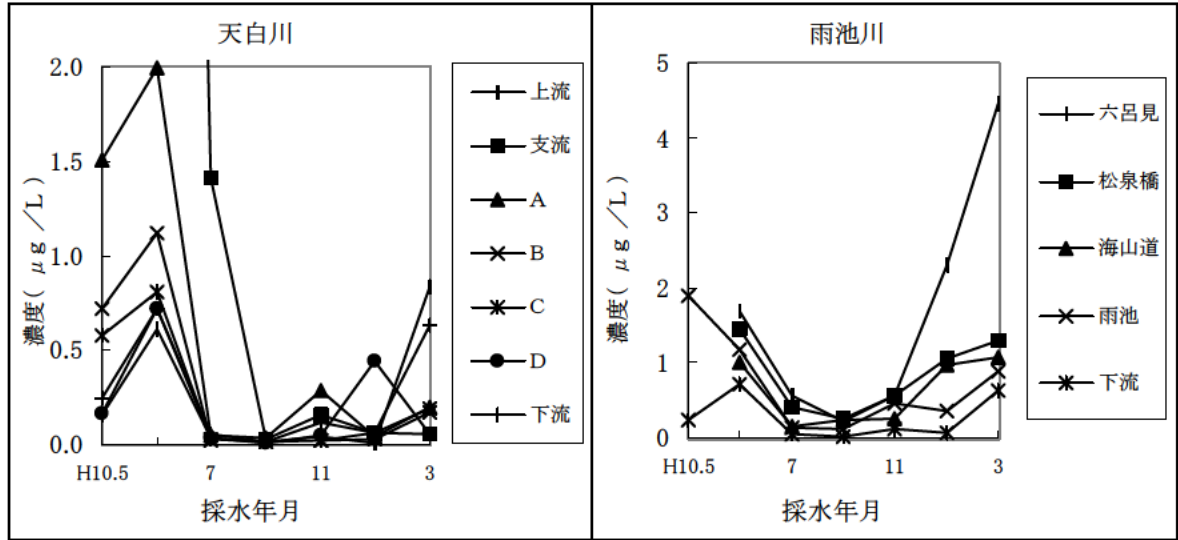 天白川
濃度( μg/L)
2.0
1.5
1.0
0.5
0.0
H10.5
7
11
3
採水年月
上流
支流
A
B
C
D
下流
雨池川
濃度( μg/L)
5
4
3
2
1
0
H10.5
7
11
3
採水年月
六呂見
松泉橋
海山道
雨池
下流